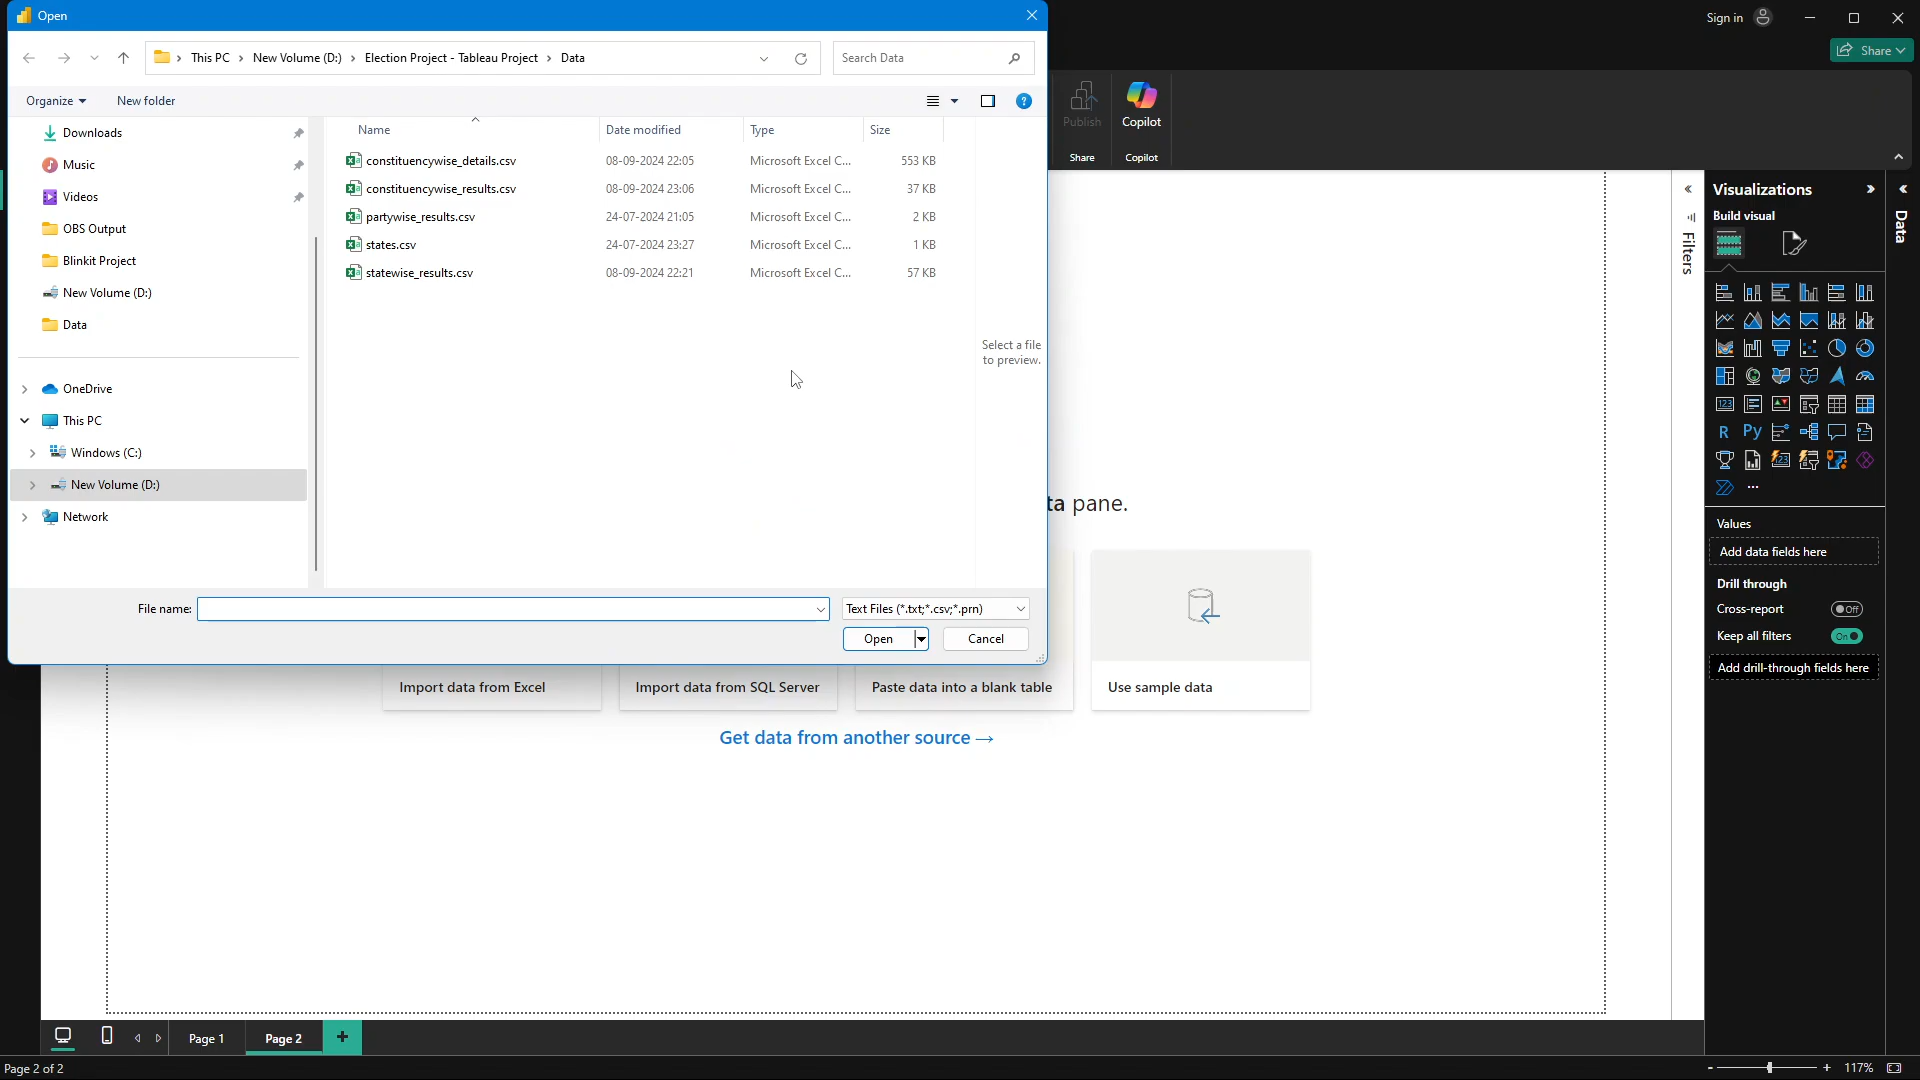 Open
Sign in
Share
This PC > New Volume (D:) > Election Project - Tableau Project > Data
Search Data
Organize
New folder
Publish
Copilot
Share
Copilot
Downloads
Music
Videos
OBS Output
Blinkit Project
New Volume (D:)
Data
OneDrive
This PC
Windows (C:)
New Volume (D:)
Network
Name Date modified Type Size
constituencywise_details.csv 08-09-2024 22:05 Microsoft Excel C... 553 KB
constituencywise_results.csv 08-09-2024 23:06 Microsoft Excel C... 37 KB
partywise_results.csv 24-07-2024 21:05 Microsoft Excel C... 2 KB
states.csv 24-07-2024 23:27 Microsoft Excel C... 1 KB
statewise_results.csv 08-09-2024 22:21 Microsoft Excel C... 57 KB
Select a file
to preview.
File name:
Text Files (*.txt;*.csv;*.prn)
Open
Cancel
ta pane.
Import data from Excel
Import data from SQL Server
Paste data into a blank table
Use sample data
Get data from another source →
Filters
Visualizations
Build visual
Data
123
R
Py
123
Values
Add data fields here
Drill through
Cross-report
Off
Keep all filters
On
Add drill-through fields here
Page 1
Page 2
+
Page 2 of 2
- + 117%